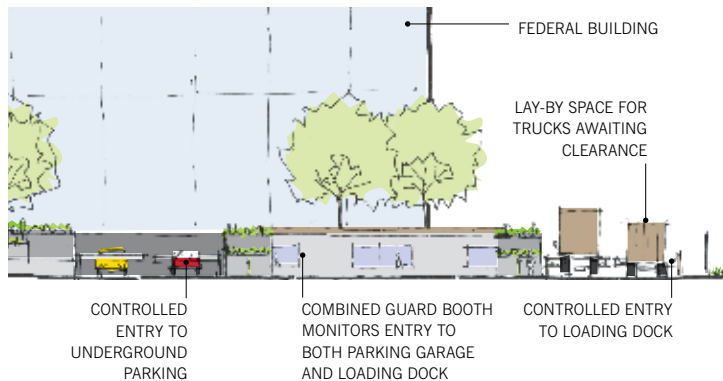 FEDERAL BUILDING
LAY-BY SPACE FOR
TRUCKS AWAITING
CLEARANCE
CONTROLLED
ENTRY TO
UNDERGROUND
PARKING
COMBINED GUARD BOOTH
MONITORS ENTRY TO
BOTH PARKING GARAGE
AND LOADING DOCK
CONTROLLED ENTRY
TO LOADING DOCK